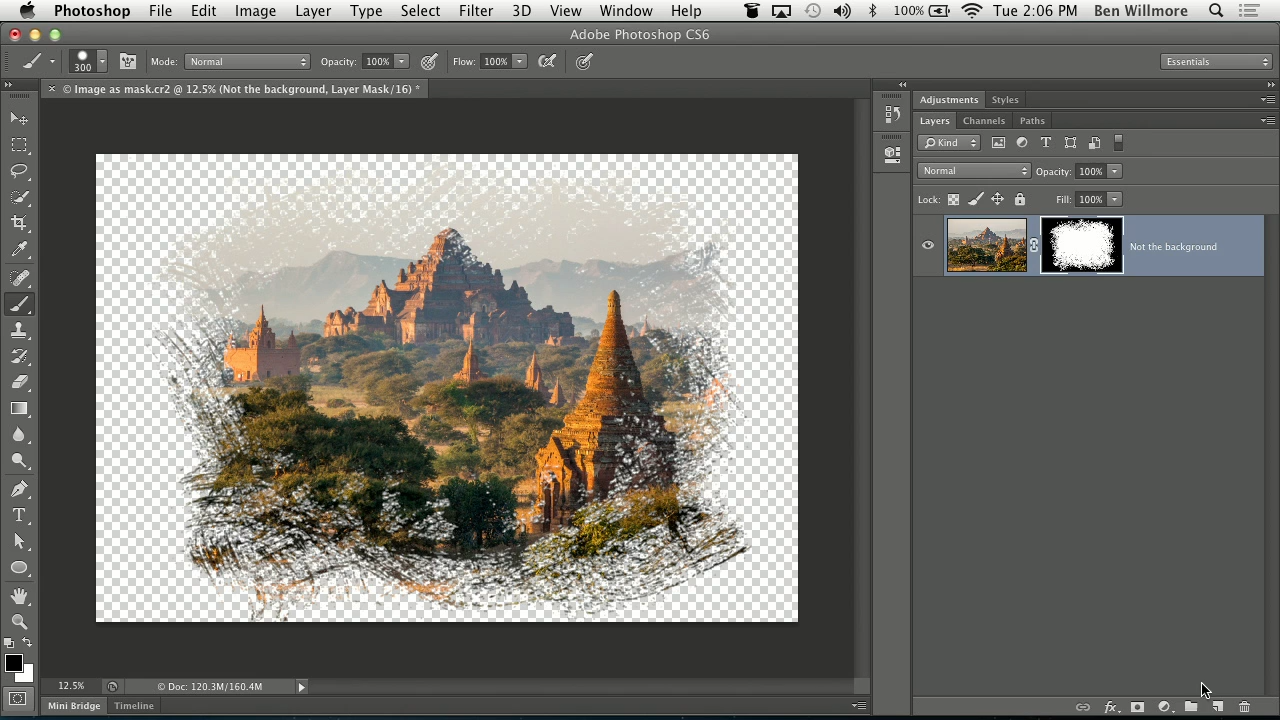 Photoshop File Edit Image Layer Type Select Filter 3D View Window Help 100% Tue 2:06 PM Ben Willmore
Adobe Photoshop CS6
300 Mode: Normal Opacity: 100% Flow: 100% Essentials
© Image as mask.cr2 @ 12.5% (Not the background, Layer Mask/16) *
Adjustments Styles
Layers Channels Paths
Kind
Normal Opacity: 100%
Lock: Fill: 100%
Not the background
12.5% © Doc: 120.3M/160.4M
Mini Bridge Timeline